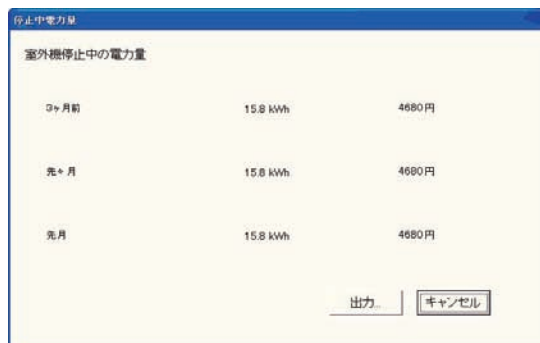 停止中電力量
室外機停止中の電力量
3ヶ月前 15.8 kWh 4680円
先々月 15.8 kWh 4680円
先月 15.8 kWh 4680円
出力... キャンセル